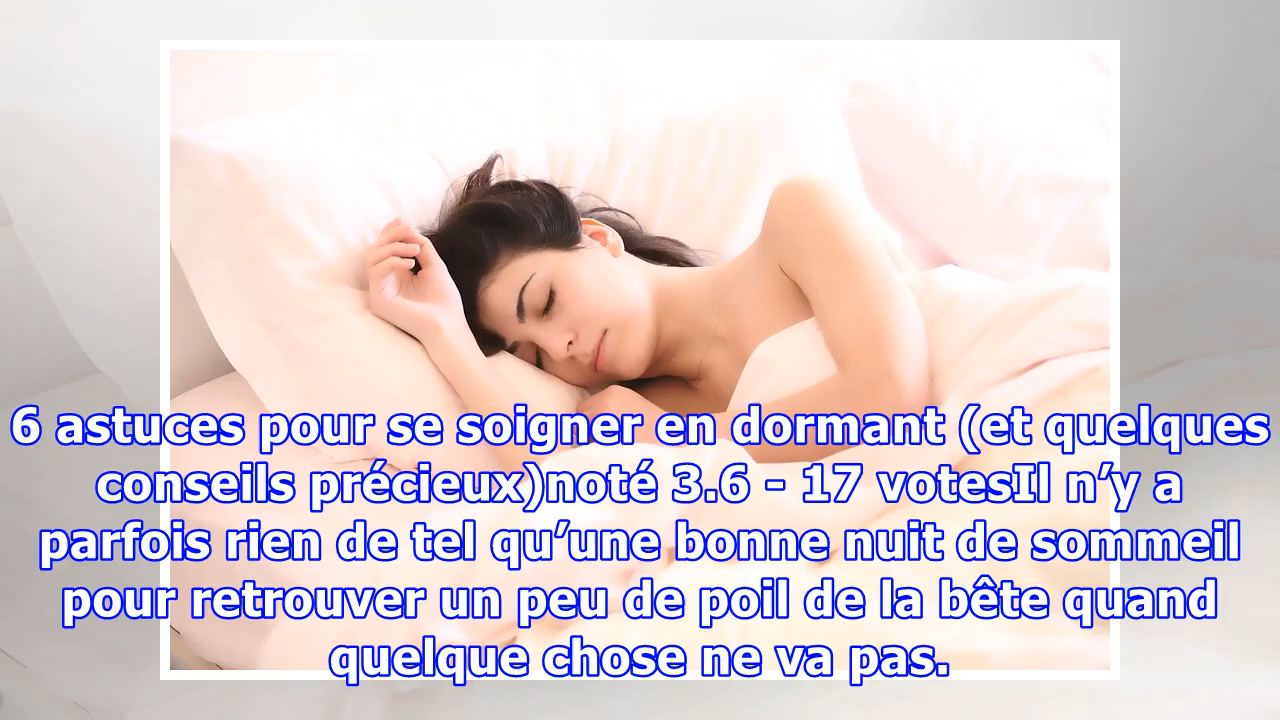 6 astuces pour se soigner en dormant (et quelques
conseils précieux)noté 3.6 - 17 votesIl n’y a
parfois rien de tel qu’une bonne nuit de sommeil
pour retrouver un peu de poil de la bête quand
quelque chose ne va pas.